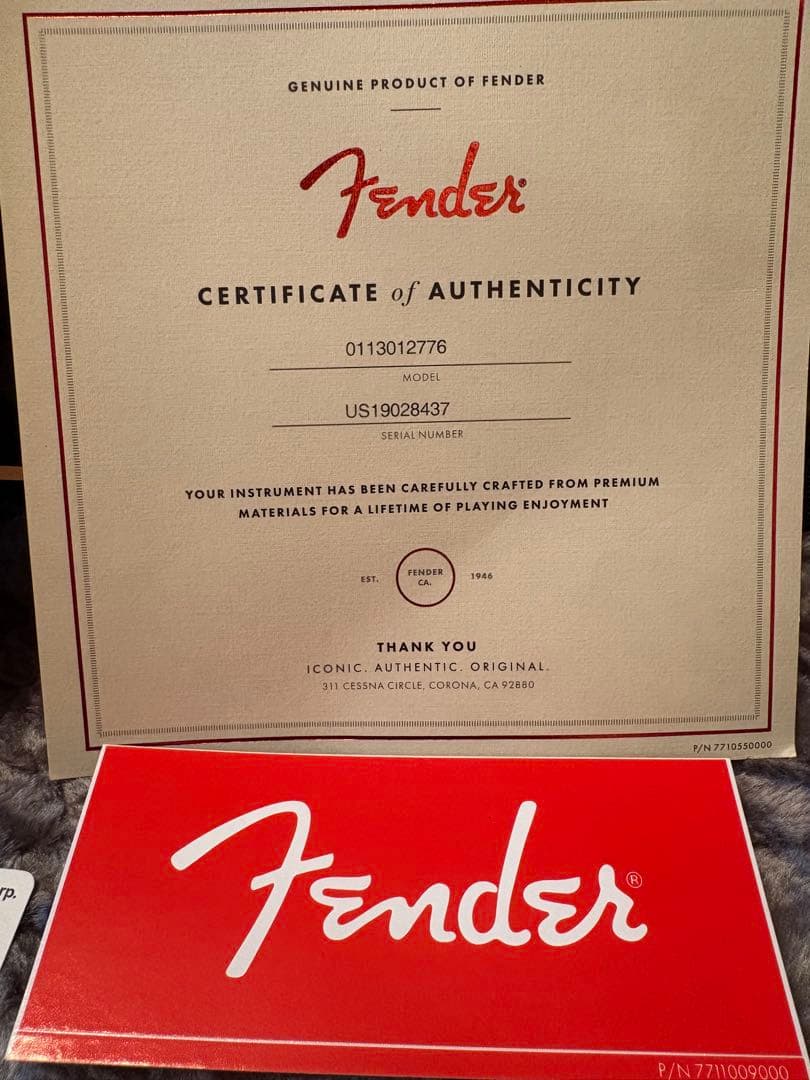 GENUINE PRODUCT OF FENDER
Fender®
CERTIFICATE of AUTHENTICITY
0113012776
MODEL
US19028437
SERIAL NUMBER
YOUR INSTRUMENT HAS BEEN CAREFULLY CRAFTED FROM PREMIUM
MATERIALS FOR A LIFETIME OF PLAYING ENJOYMENT
EST. FENDER CA. 1946
THANK YOU
ICONIC. AUTHENTIC. ORIGINAL.
311 CESSNA CIRCLE, CORONA, CA 92880
P/N 7710550000
Fender®
rp.
P/N 7711009000